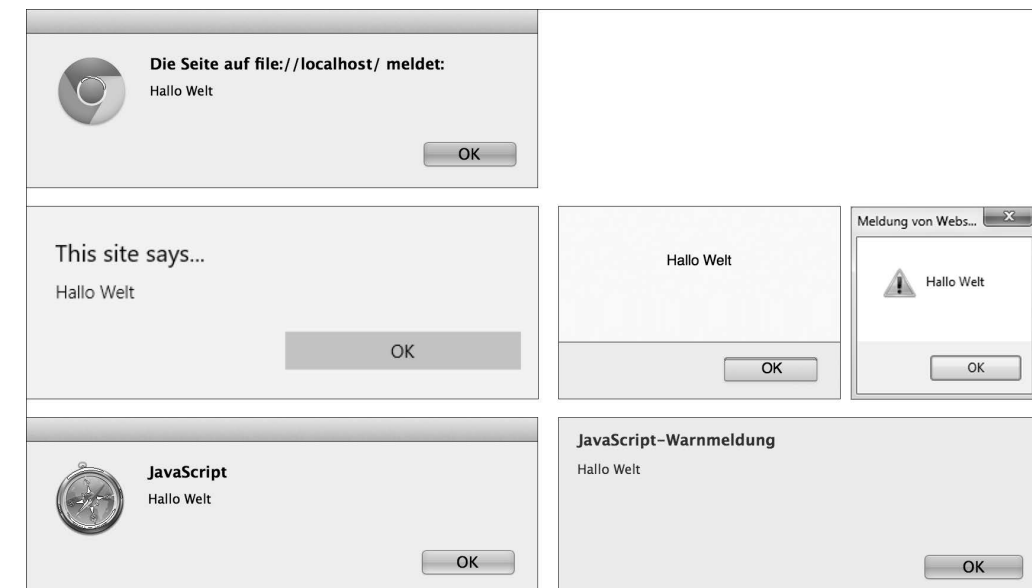 Die Seite auf file://localhost/ meldet:
Hallo Welt
OK
This site says...
Hallo Welt
OK
Hallo Welt
OK
Meldung von Webs...
X
Hallo Welt
OK
JavaScript
Hallo Welt
OK
JavaScript-Warnmeldung
Hallo Welt
OK